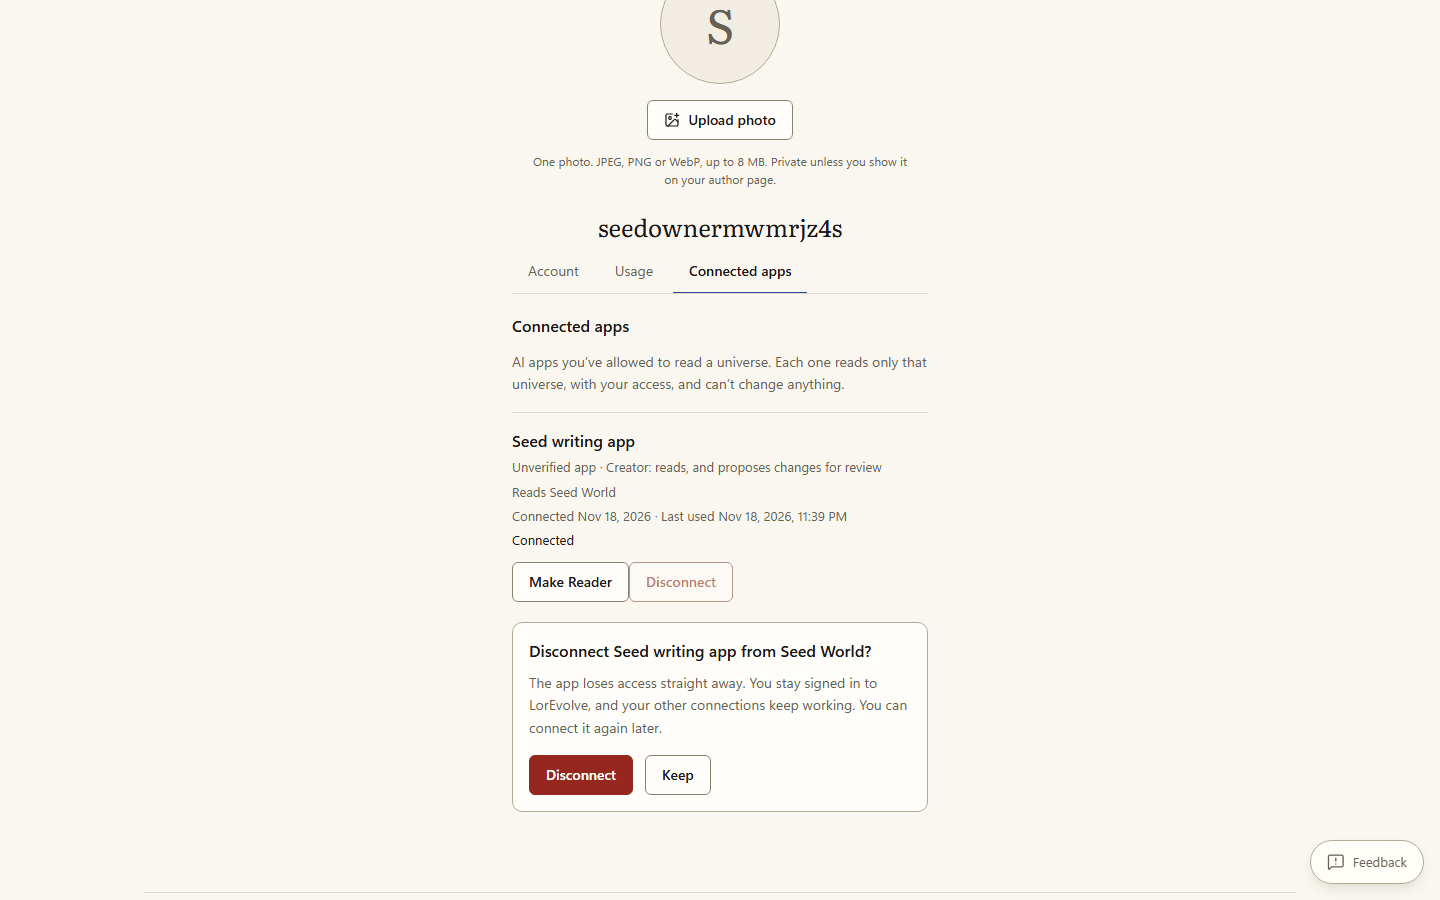 S
Upload photo
One photo. JPEG, PNG or WebP, up to 8 MB. Private unless you show it
on your author page.
seedownermwmrjz4s
Account
Usage
Connected apps
Connected apps
AI apps you’ve allowed to read a universe. Each one reads only that
universe, with your access, and can’t change anything.
Seed writing app
Unverified app · Creator: reads, and proposes changes for review
Reads Seed World
Connected Nov 18, 2026 · Last used Nov 18, 2026, 11:39 PM
Connected
Make Reader
Disconnect
Disconnect Seed writing app from Seed World?
The app loses access straight away. You stay signed in to
LorEvolve, and your other connections keep working. You can
connect it again later.
Disconnect
Keep
Feedback